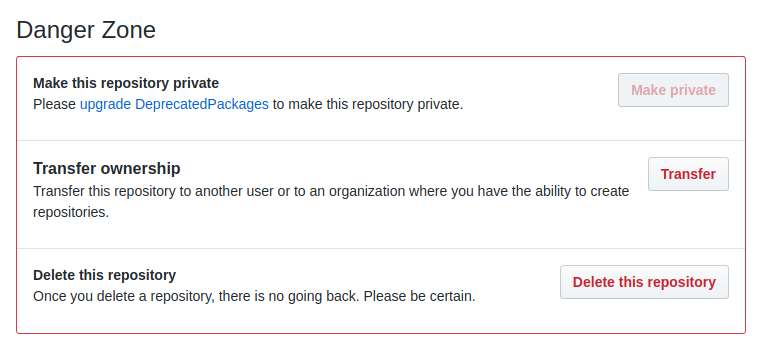 Danger Zone
Make this repository private
Please upgrade DeprecatedPackages to make this repository private.
Make private
Transfer ownership
Transfer this repository to another user or to an organization where you have the ability to create
repositories.
Transfer
Delete this repository
Once you delete a repository, there is no going back. Please be certain.
Delete this repository